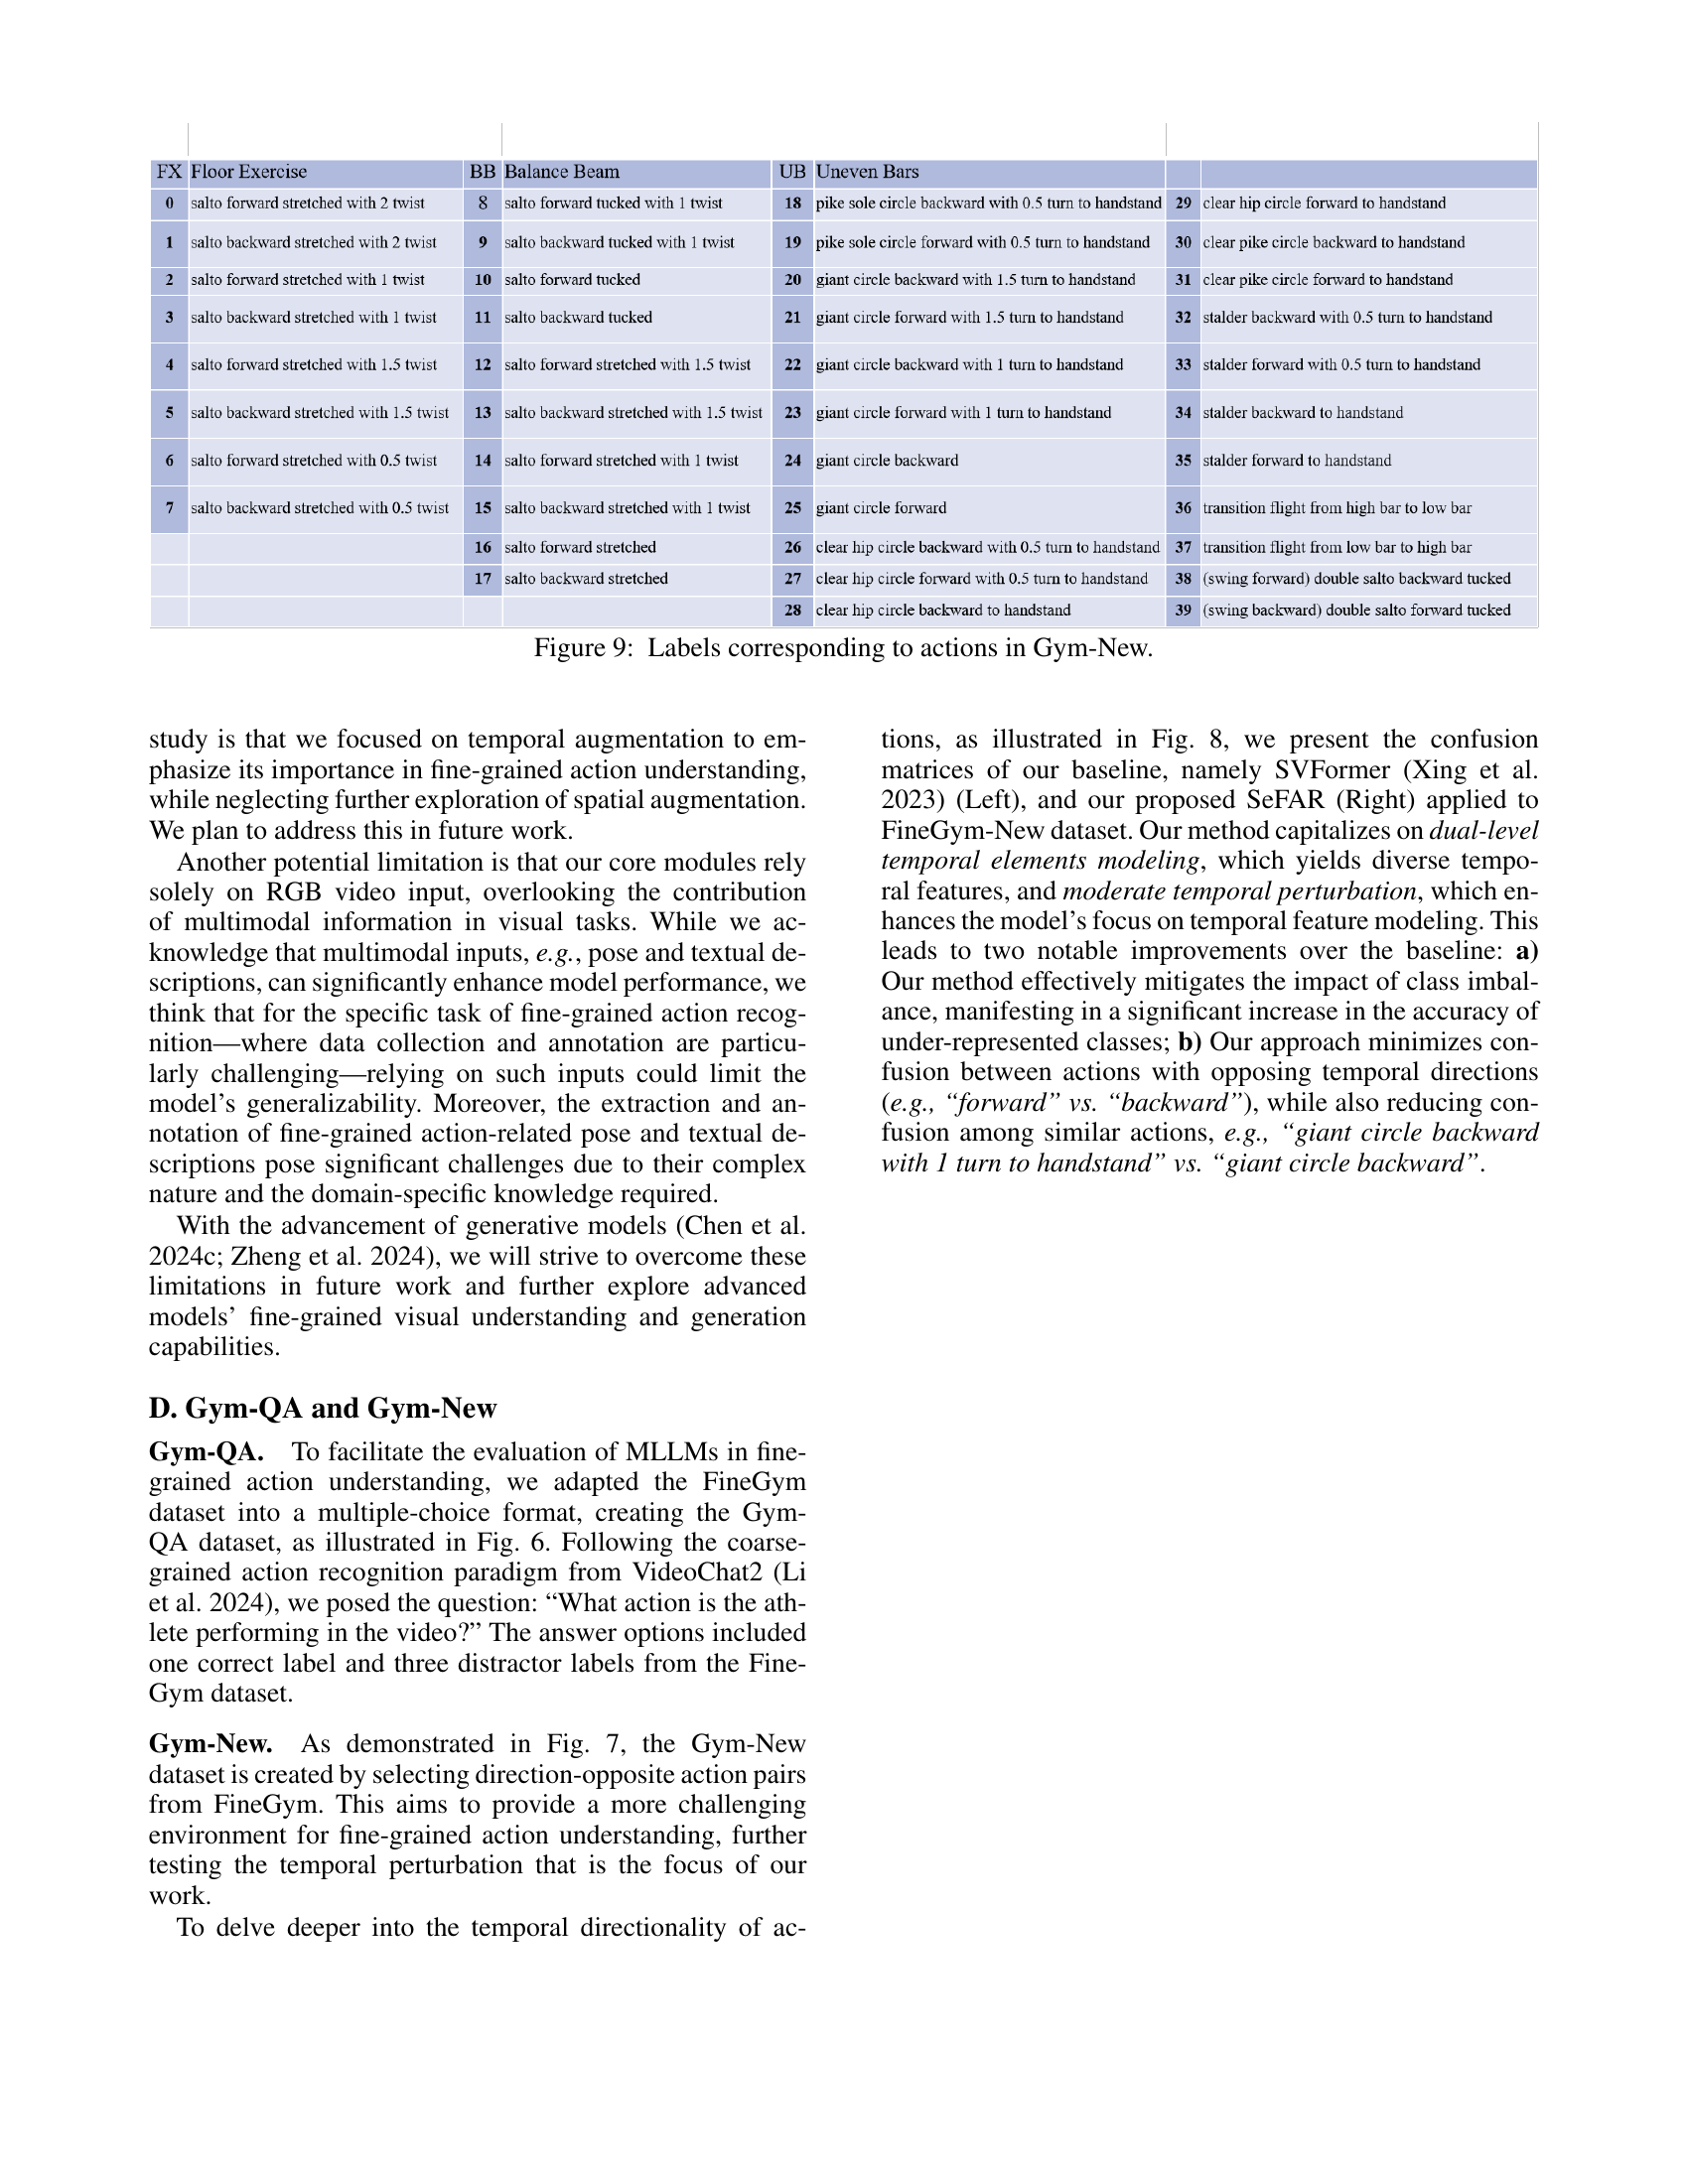 FX Floor Exercise BB Balance Beam UB Uneven Bars
0 salto forward stretched with 2 twist 8 salto forward tucked with 1 twist 18 pike sole circle backward with 0.5 turn to handstand 29 clear hip circle forward to handstand
1 salto backward stretched with 2 twist 9 salto backward tucked with 1 twist 19 pike sole circle forward with 0.5 turn to handstand 30 clear pike circle backward to handstand
2 salto forward stretched with 1 twist 10 salto forward tucked 20 giant circle backward with 1.5 turn to handstand 31 clear pike circle forward to handstand
3 salto backward stretched with 1 twist 11 salto backward tucked 21 giant circle forward with 1.5 turn to handstand 32 stalder backward with 0.5 turn to handstand
4 salto forward stretched with 1.5 twist 12 salto forward stretched with 1.5 twist 22 giant circle backward with 1 turn to handstand 33 stalder forward with 0.5 turn to handstand
5 salto backward stretched with 1.5 twist 13 salto backward stretched with 1.5 twist 23 giant circle forward with 1 turn to handstand 34 stalder backward to handstand
6 salto forward stretched with 0.5 twist 14 salto forward stretched with 1 twist 24 giant circle backward 35 stalder forward to handstand
7 salto backward stretched with 0.5 twist 15 salto backward stretched with 1 twist 25 giant circle forward 36 transition flight from high bar to low bar
16 salto forward stretched 26 clear hip circle backward with 0.5 turn to handstand 37 transition flight from low bar to high bar
17 salto backward stretched 27 clear hip circle forward with 0.5 turn to handstand 38 (swing forward) double salto backward tucked
28 clear hip circle backward to handstand 39 (swing backward) double salto forward tucked
Figure 9: Labels corresponding to actions in Gym-New.
study is that we focused on temporal augmentation to em-
phasize its importance in fine-grained action understanding,
while neglecting further exploration of spatial augmentation.
We plan to address this in future work.
Another potential limitation is that our core modules rely
solely on RGB video input, overlooking the contribution
of multimodal information in visual tasks. While we ac-
knowledge that multimodal inputs, e.g., pose and textual de-
scriptions, can significantly enhance model performance, we
think that for the specific task of fine-grained action recog-
nition—where data collection and annotation are particu-
larly challenging—relying on such inputs could limit the
model's generalizability. Moreover, the extraction and an-
notation of fine-grained action-related pose and textual de-
scriptions pose significant challenges due to their complex
nature and the domain-specific knowledge required.
With the advancement of generative models (Chen et al.
2024c; Zheng et al. 2024), we will strive to overcome these
limitations in future work and further explore advanced
models' fine-grained visual understanding and generation
capabilities.
D. Gym-QA and Gym-New
Gym-QA. To facilitate the evaluation of MLLMs in fine-
grained action understanding, we adapted the FineGym
dataset into a multiple-choice format, creating the Gym-
QA dataset, as illustrated in Fig. 6. Following the coarse-
grained action recognition paradigm from VideoChat2 (Li
et al. 2024), we posed the question: “What action is the ath-
lete performing in the video?” The answer options included
one correct label and three distractor labels from the Fine-
Gym dataset.
Gym-New. As demonstrated in Fig. 7, the Gym-New
dataset is created by selecting direction-opposite action pairs
from FineGym. This aims to provide a more challenging
environment for fine-grained action understanding, further
testing the temporal perturbation that is the focus of our
work.
To delve deeper into the temporal directionality of ac-
tions, as illustrated in Fig. 8, we present the confusion
matrices of our baseline, namely SVFormer (Xing et al.
2023) (Left), and our proposed SeFAR (Right) applied to
FineGym-New dataset. Our method capitalizes on dual-level
temporal elements modeling, which yields diverse tempo-
ral features, and moderate temporal perturbation, which en-
hances the model's focus on temporal feature modeling. This
leads to two notable improvements over the baseline: a)
Our method effectively mitigates the impact of class imbal-
ance, manifesting in a significant increase in the accuracy of
under-represented classes; b) Our approach minimizes con-
fusion between actions with opposing temporal directions
(e.g., “forward” vs. “backward”), while also reducing con-
fusion among similar actions, e.g., “giant circle backward
with 1 turn to handstand” vs. “giant circle backward”.